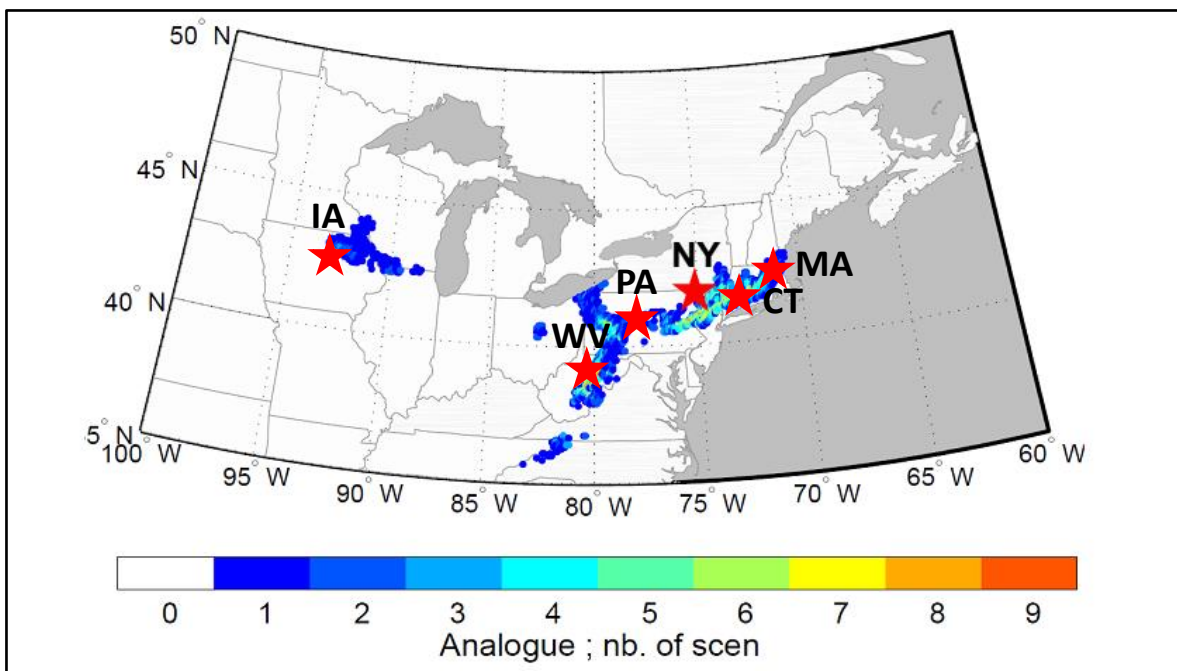 50° N
45° N
IA
NY
MA
PA
CT
40° N
WV
5° N
100° W
60° W
95° W
65° W
90° W
70° W
85° W
80° W
75° W
0 1 2 3 4 5 6 7 8 9
Analogue ; nb. of scen